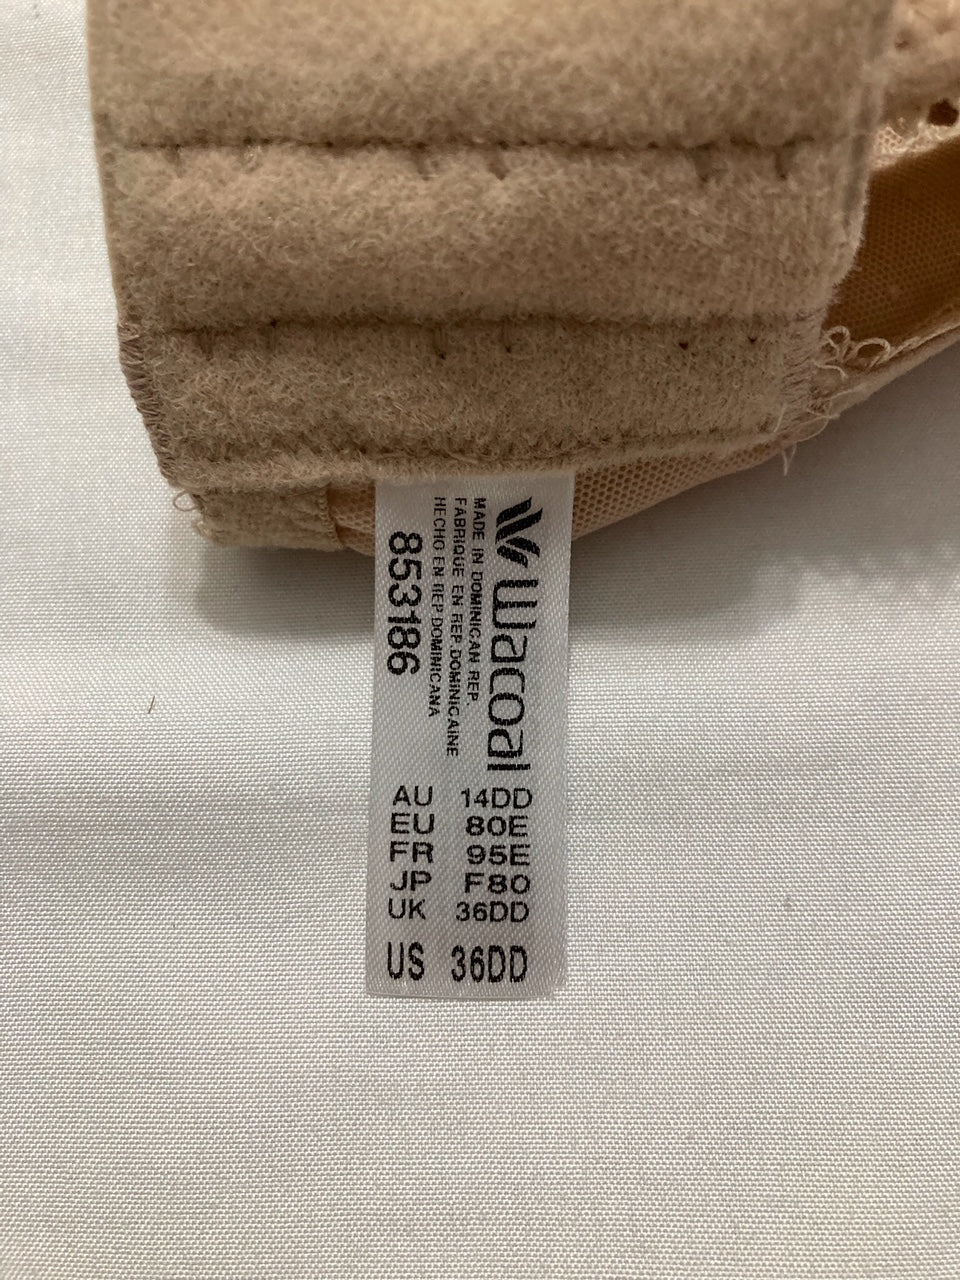 wacoal
MADE IN DOMINICAN REP.
FABRIQUE EN REP.DOMINICAINE
HECHO EN REP.DOMINICANA
853186
AU 14DD
EU 80E
FR 95E
JP F80
UK 36DD
US 36DD